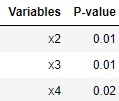 Variables P-value
x2 0.01
x3 0.01
x4 0.02